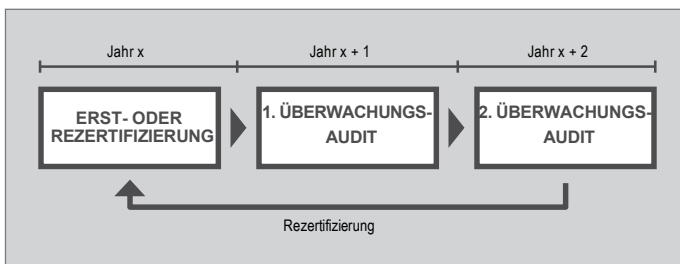 Jahr x
Jahr x + 1
Jahr x + 2
ERST- ODER
REZERTIFIZIERUNG
1. ÜBERWACHUNGS-
AUDIT
2. ÜBERWACHUNGS-
AUDIT
Rezertifizierung